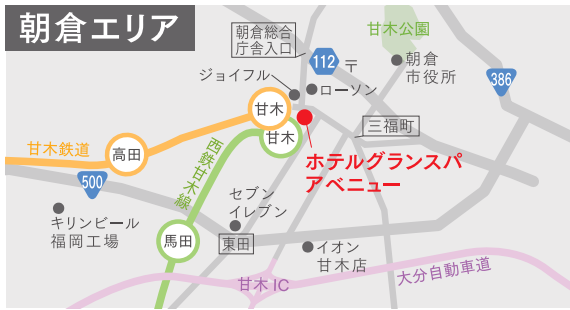 朝倉エリア
朝倉総合
庁舎入口
甘木公園
112
〒
朝倉
市役所
386
ジョイフル
ローソン
甘木
甘木
三福町
甘木鉄道
高田
西鉄甘木線
ホテルグランスパ
アベニュー
500
キリンビール
福岡工場
セブン
イレブン
馬田
東田
イオン
甘木店
甘木IC
大分自動車道